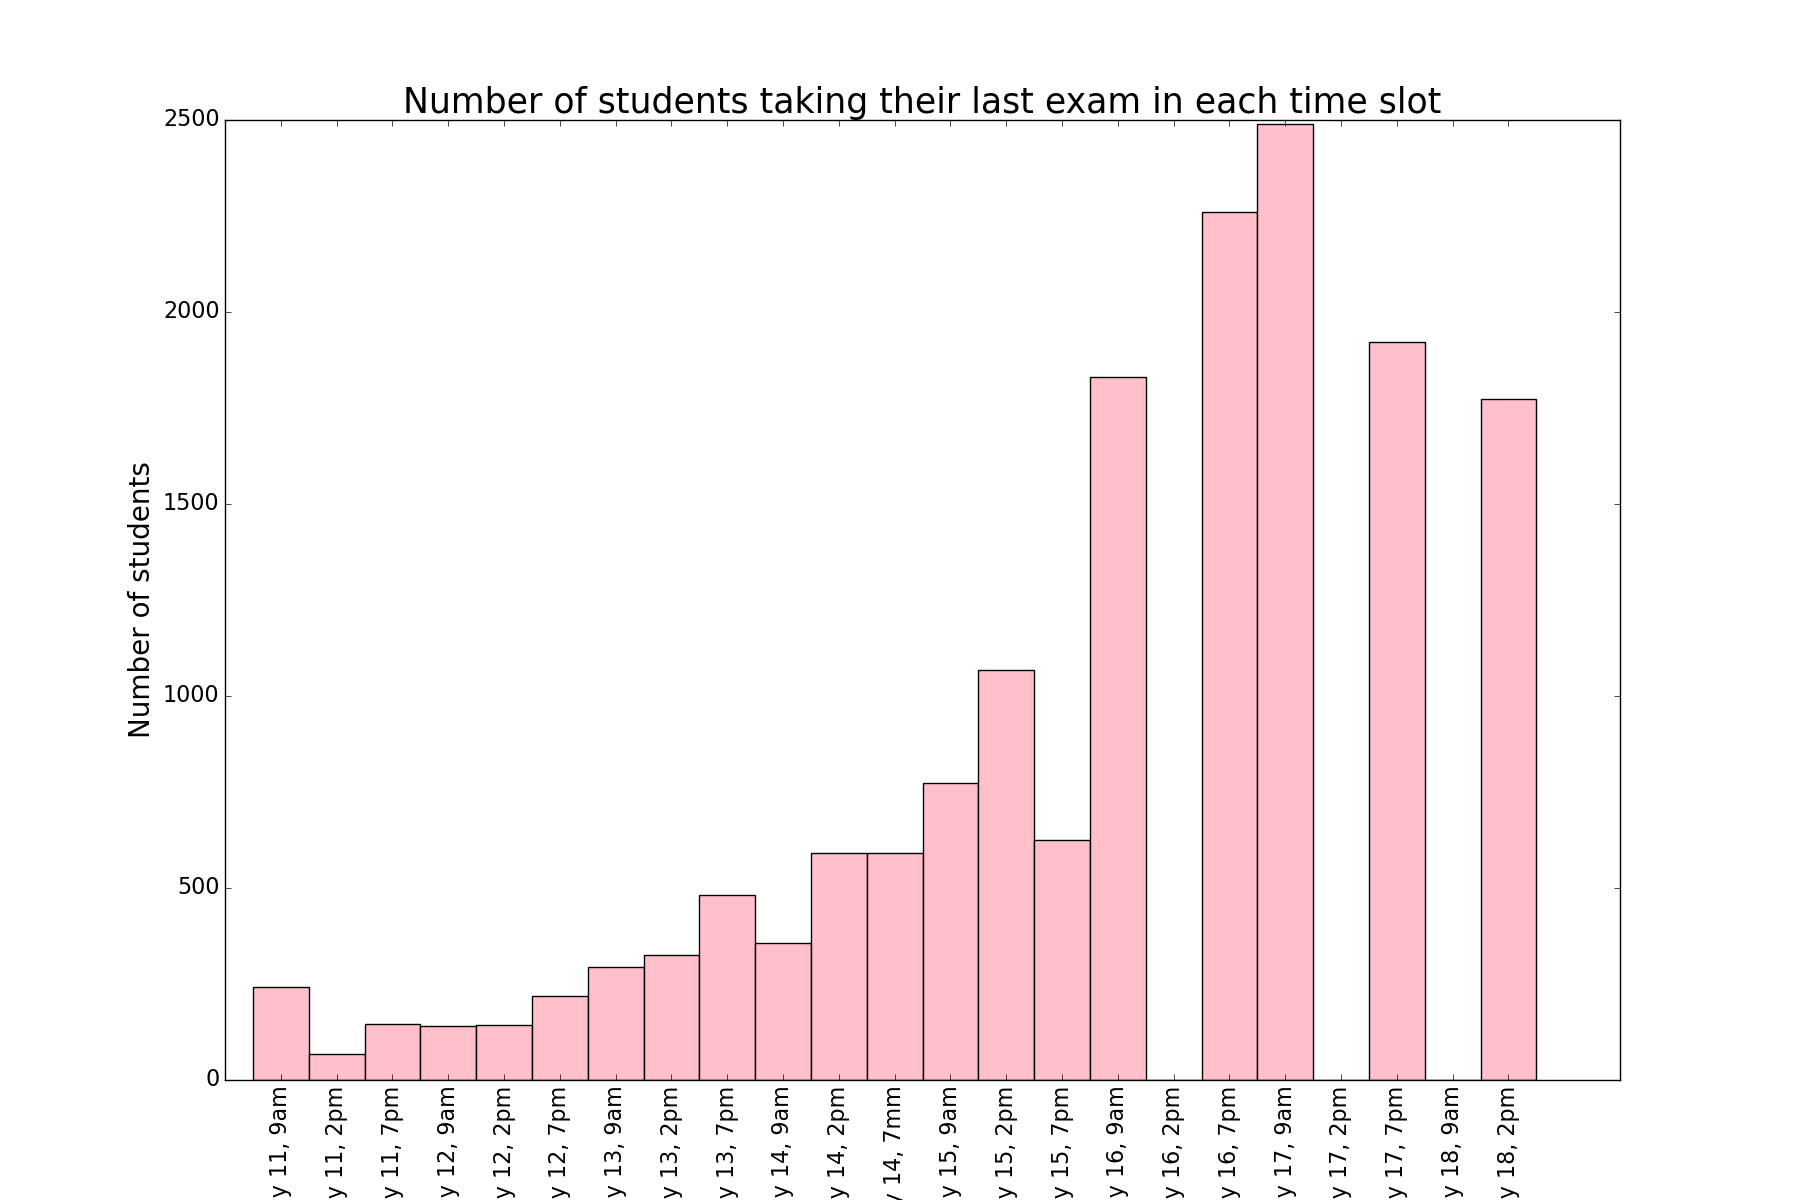 Number of students taking their last exam in each time slot
2500
2000
1500
1000
500
0
Number of students
y 11, 9am
y 11, 2pm
y 11, 7pm
y 12, 9am
y 12, 2pm
y 12, 7pm
y 13, 9am
y 13, 2pm
y 13, 7pm
y 14, 9am
y 14, 2pm
y 14, 7mm
y 15, 9am
y 15, 2pm
y 15, 7pm
y 16, 9am
y 16, 2pm
y 16, 7pm
y 17, 9am
y 17, 2pm
y 17, 7pm
y 18, 9am
y 18, 2pm